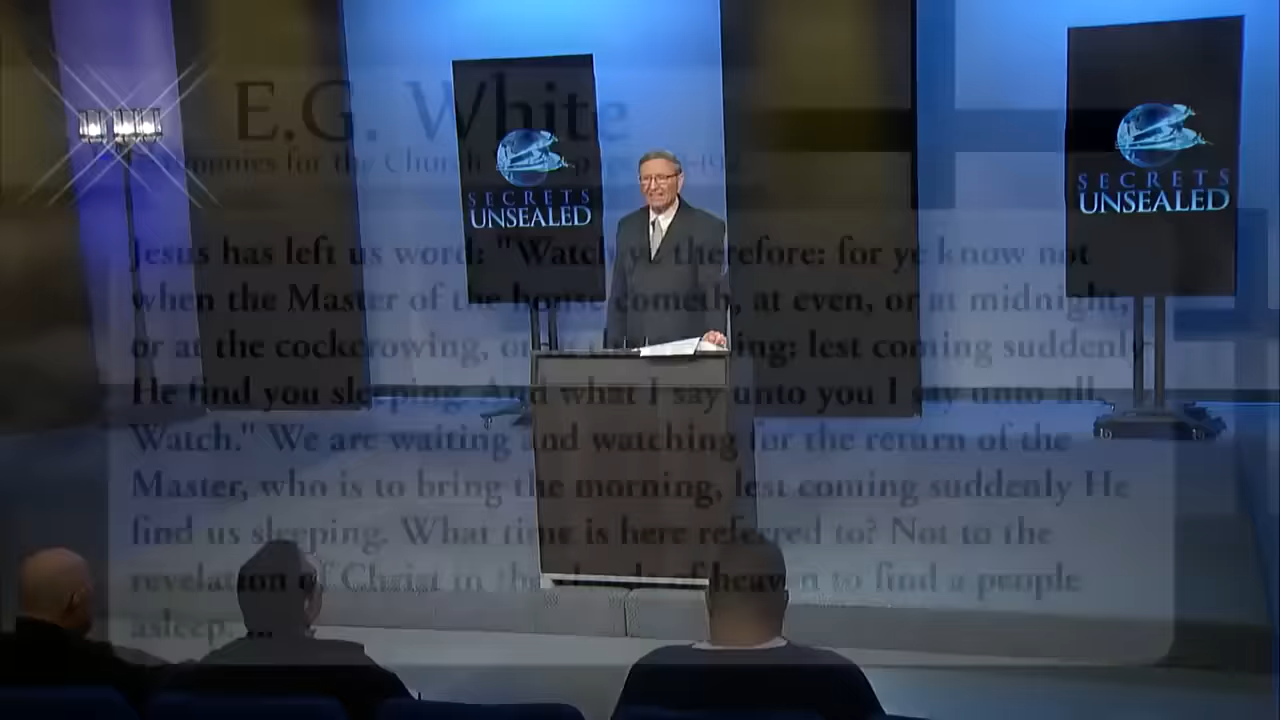 E.G. White
for the Church
SECRETS
UNSEALED
SECRETS
UNSEALED
Jesus has left us word: "Watch ye therefore: for ye know not
when the Master of the house cometh, at even, or at midnight,
or at the cockcrowing, or in the morning: lest coming suddenly
He find you sleeping. And what I say unto you I say unto all,
Watch." We are waiting and watching for the return of the
Master, who is to bring the morning, lest coming suddenly He
find us sleeping. What time is here referred to? Not to the
revelation of Christ in the clouds of heaven to find a people
asleep. ...